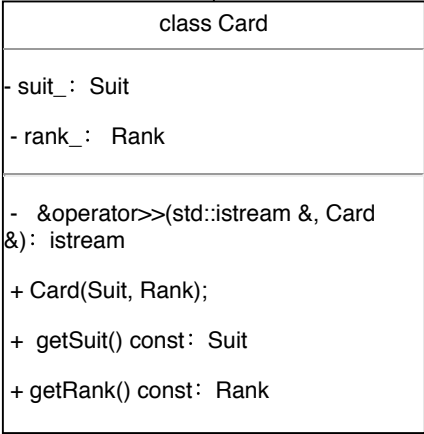 class Card
- suit_：Suit
- rank_： Rank
-  &operator>>(std::istream &, Card
&)：istream
+ Card(Suit, Rank);
+  getSuit() const：Suit
+ getRank() const：Rank